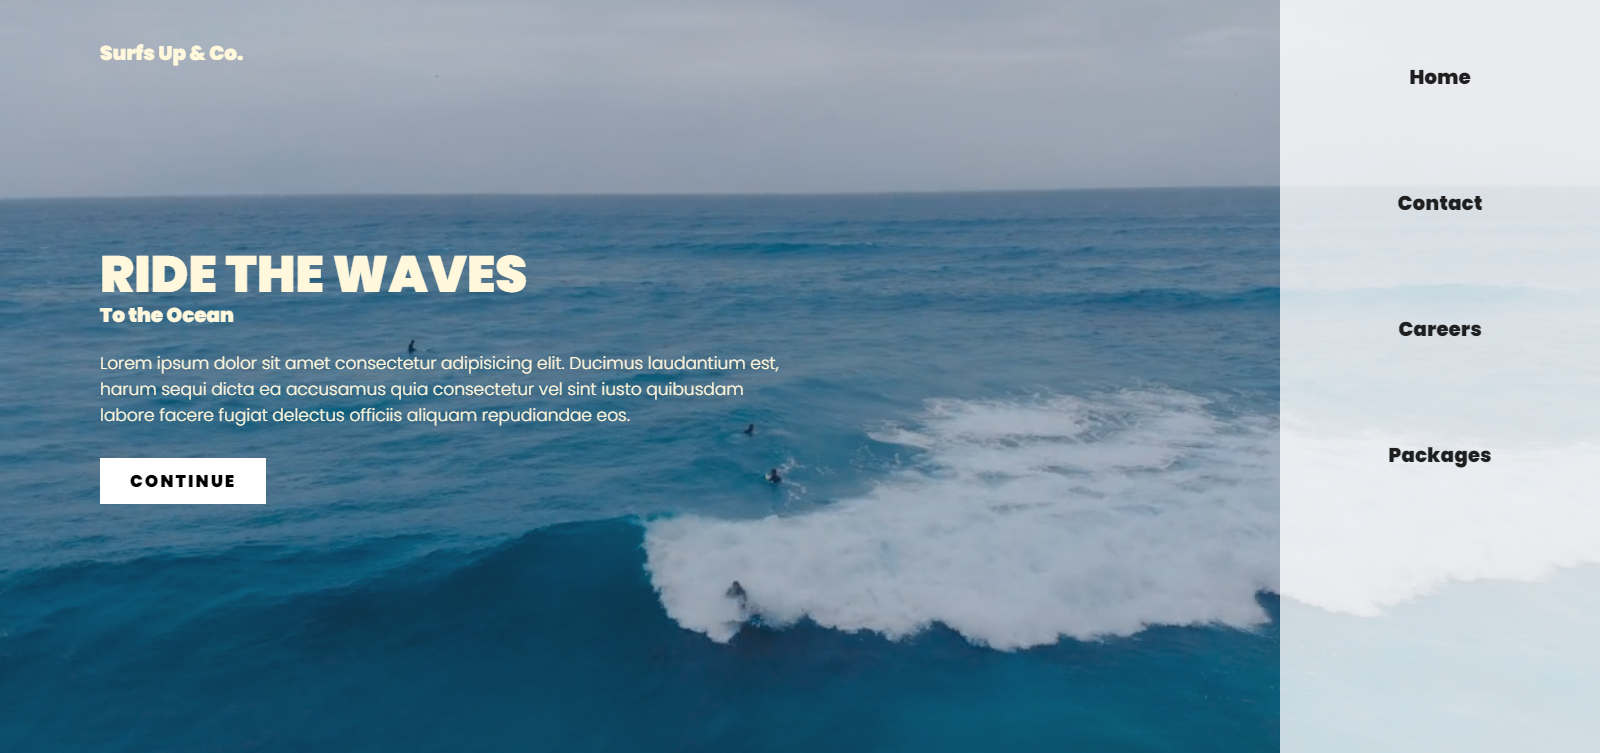 Surfs Up & Co.
Home
Contact
Careers
Packages
RIDE THE WAVES
To the Ocean
Lorem ipsum dolor sit amet consectetur adipisicing elit. Ducimus laudantium est,
harum sequi dicta ea accusamus quia consectetur vel sint iusto quibusdam
labore facere fugiat delectus officiis aliquam repudiandae eos.
CONTINUE